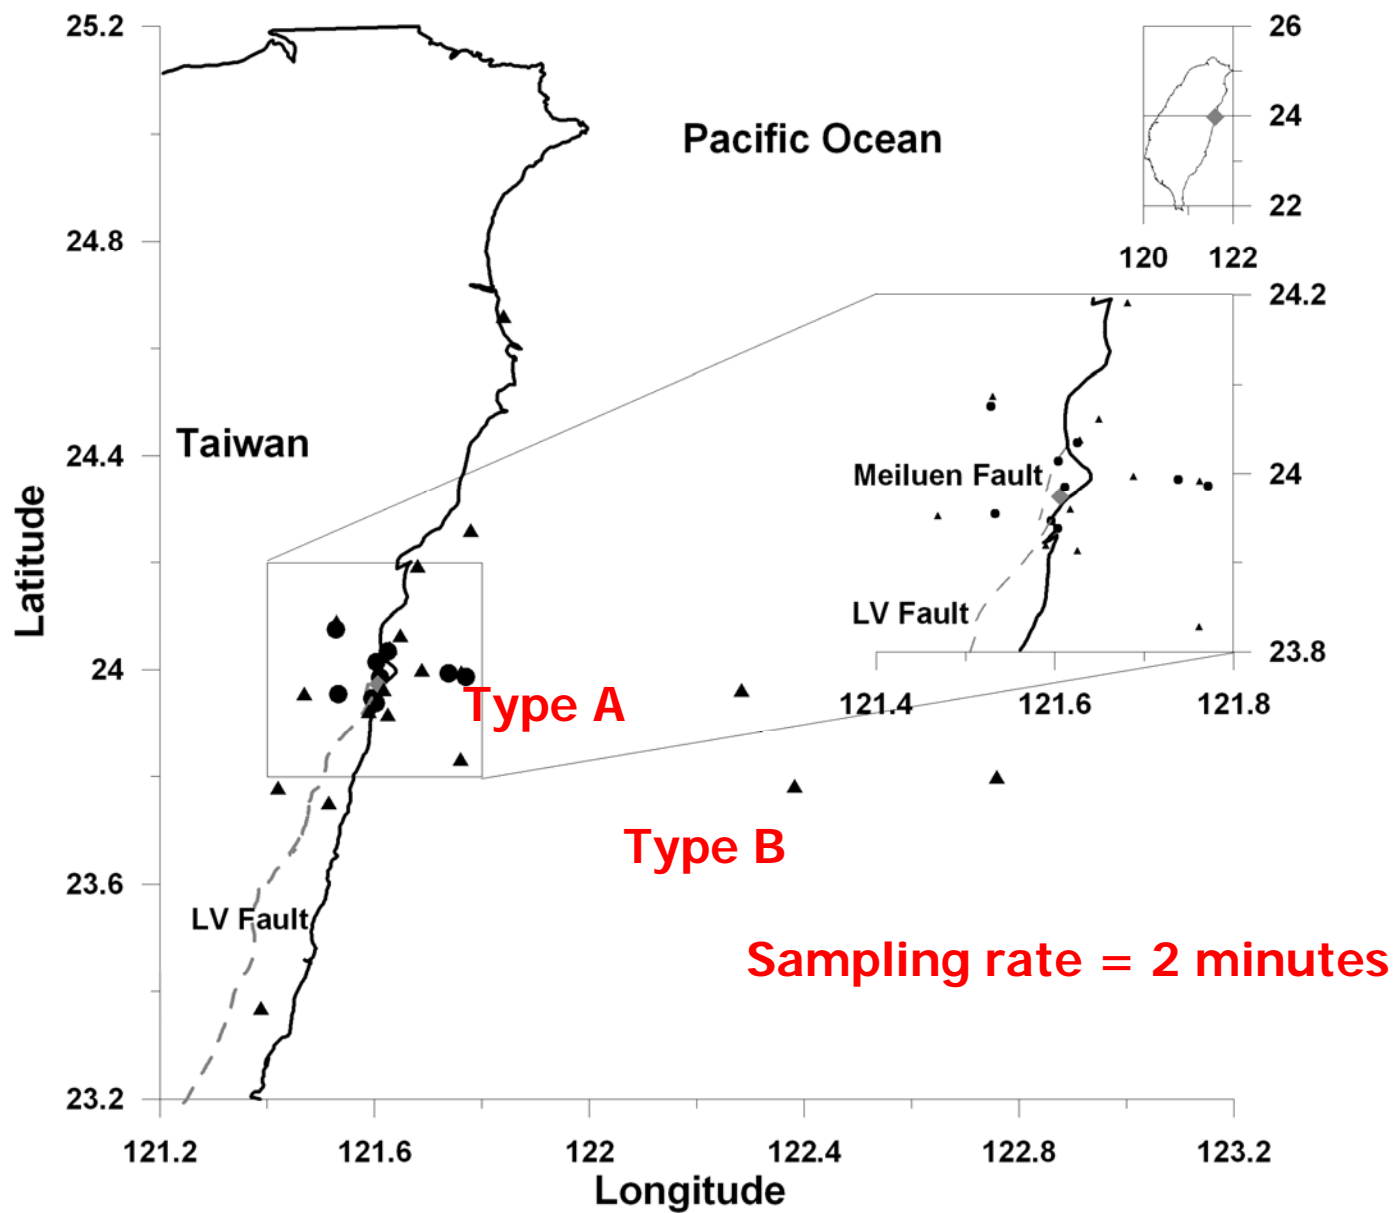 25.2
24.8
24.4
24
23.6
23.2
Latitude
121.2
121.6
122
122.4
122.8
123.2
Longitude
Pacific Ocean
Taiwan
LV Fault
Type A
Type B
Sampling rate = 2 minutes
26
24
22
120
122
24.2
24
23.8
121.4
121.6
121.8
Meiluen Fault
LV Fault